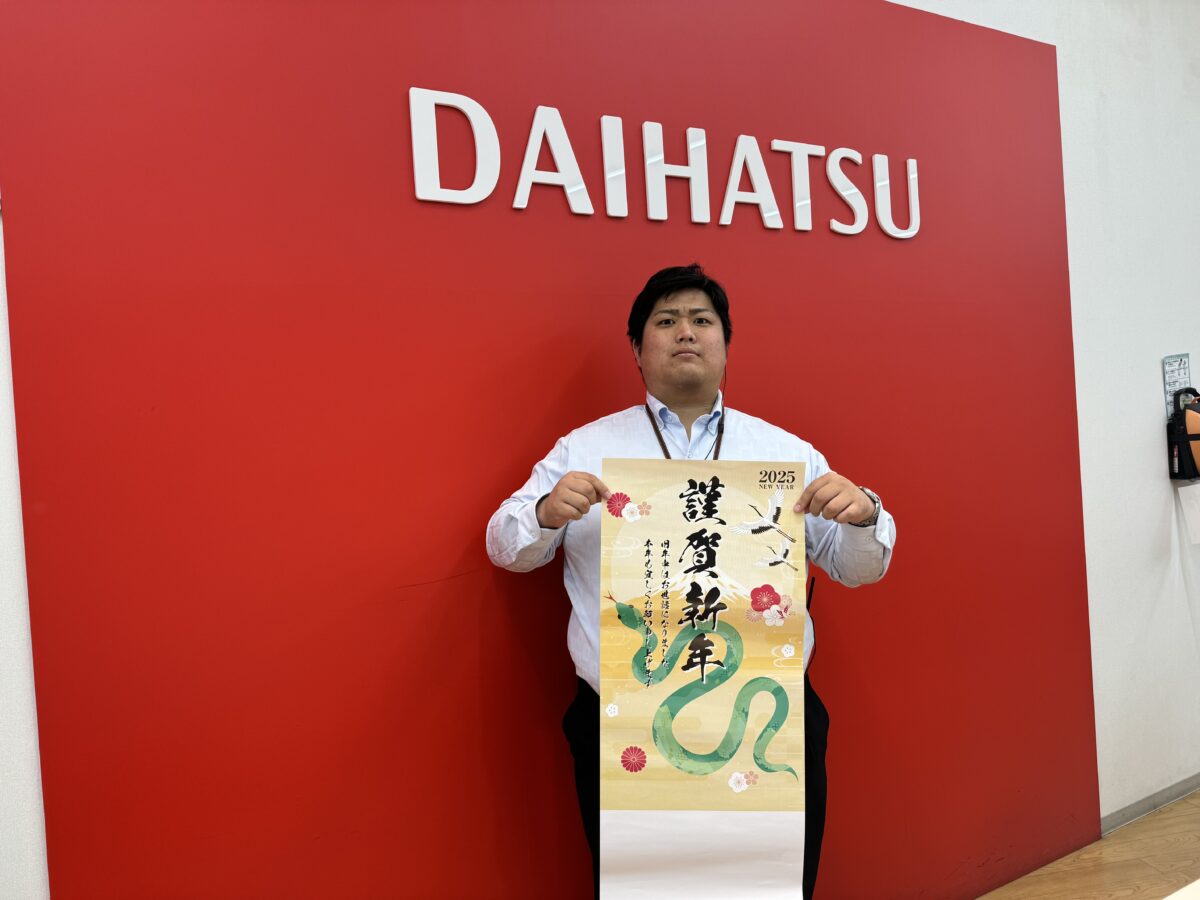 DAIHATSU
2025
NEW YEAR
謹賀新年
旧年中はお世話になりました
本年も宜しくお願い申し上げます